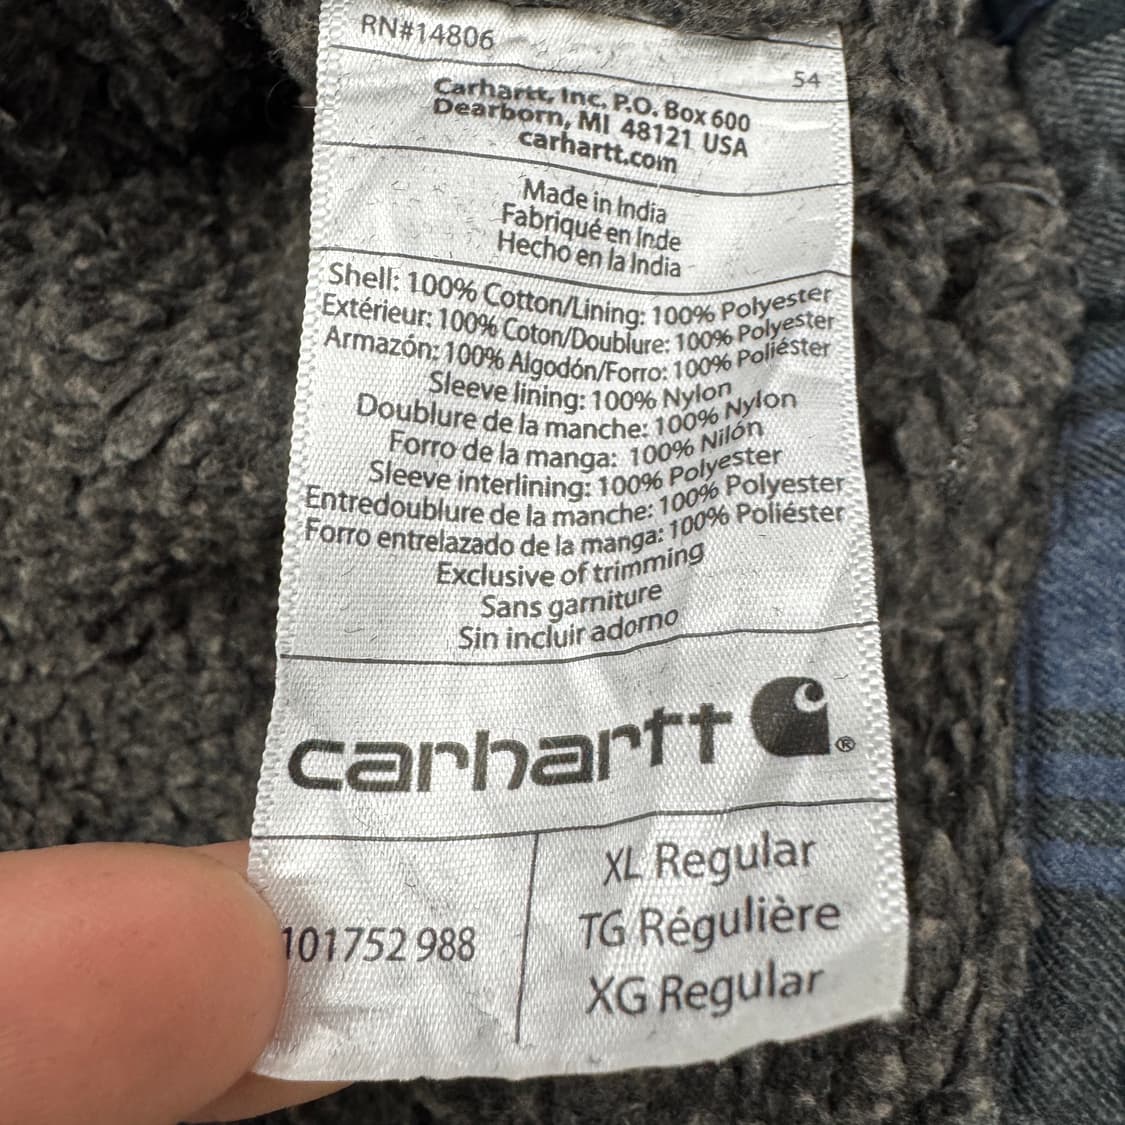 RN#14806
54
Carhartt, Inc. P.O. Box 600
Dearborn, MI 48121 USA
carhartt.com
Made in India
Fabriqué en Inde
Hecho en la India
Shell: 100% Cotton/Lining: 100% Polyester
Extérieur: 100% Coton/Doublure: 100% Polyester
Armazón: 100% Algodón/Forro: 100% Poliéster
Sleeve lining: 100% Nylon
Doublure de la manche: 100% Nylon
Forro de la manga: 100% Nilón
Sleeve interlining: 100% Polyester
Entredoublure de la manche: 100% Polyester
Forro entrelazado de la manga: 100% Poliéster
Exclusive of trimming
Sans garniture
Sin incluir adorno
carhartt ®
101752 988
XL Regular
TG Régulière
XG Regular